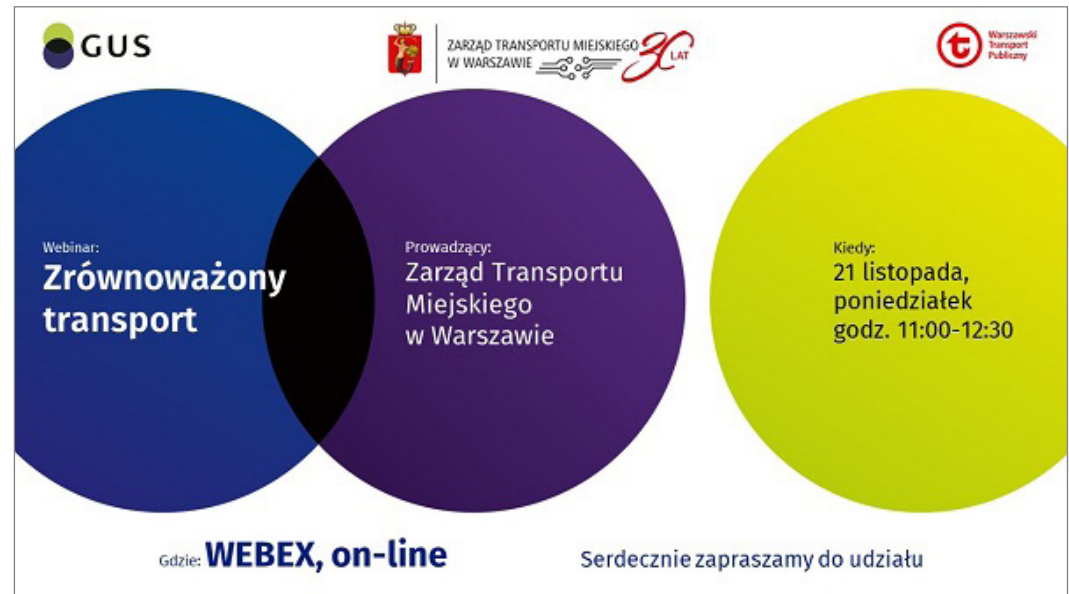 GUS
ZARZĄD TRANSPORTU MIEJSKIEGO
W WARSZAWIE
30 LAT
Warszawski
Transport
Publiczny
Webinar:
Zrównoważony
transport
Prowadzący:
Zarząd Transportu
Miejskiego
w Warszawie
Kiedy:
21 listopada,
poniedziałek
godz. 11:00-12:30
Gdzie: WEBEX, on-line
Serdecznie zapraszamy do udziału